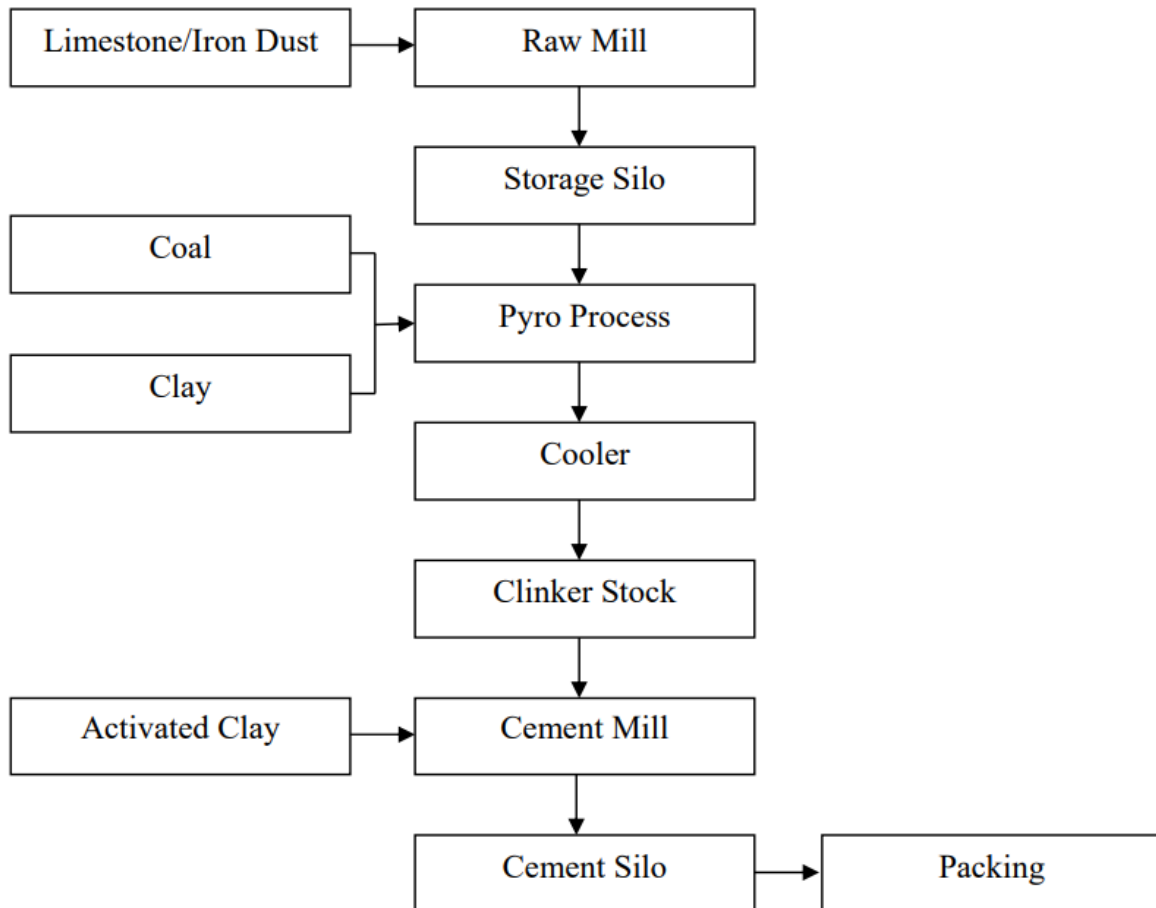 Limestone/Iron Dust
Raw Mill
Storage Silo
Coal
Pyro Process
Clay
Cooler
Clinker Stock
Activated Clay
Cement Mill
Cement Silo
Packing